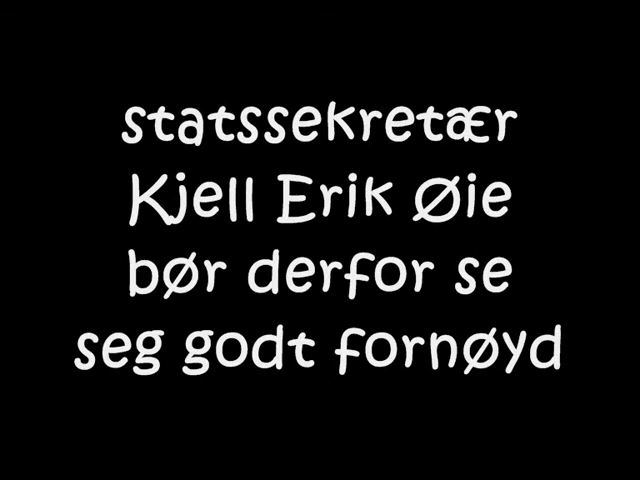 statssekretær
Kjell Erik Øie
bør derfor se
seg godt fornøyd